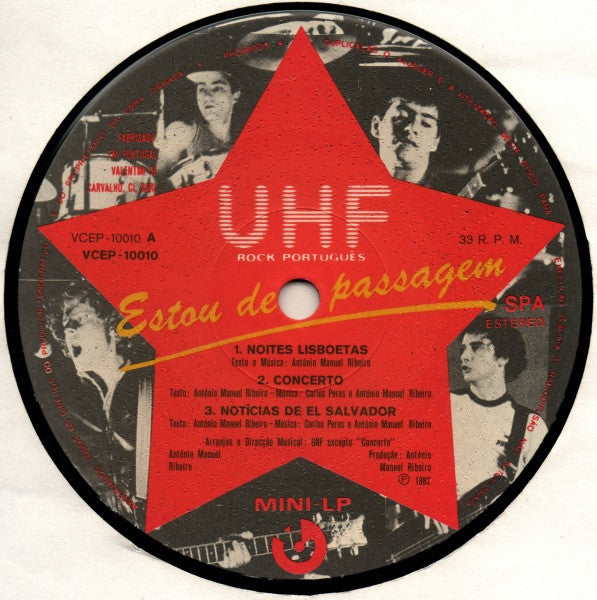 UHF
ROCK PORTUGUÊS
VCEP-10010 A
VCEP-10010
33 R. P. M.
Estou de passagem
SPA
ESTEREO
1. NOITES LISBOETAS
Texto e Música: António Manuel Ribeiro
2. CONCERTO
Texto: António Manuel Ribeiro - Música: Carlos Peres e António Manuel Ribeiro
3. NOTÍCIAS DE EL SALVADOR
Texto: António Manuel Ribeiro - Música: Carlos Peres e António Manuel Ribeiro
Arranjos e Direcção Musical: UHF excepto "Concerto"
António Manuel
Ribeiro
Produção: António
Manuel Ribeiro
Ⓟ 1982
MINI-LP
FABRICADO
EM PORTUGAL
VALENTIM DE
CARVALHO, CI, SARL